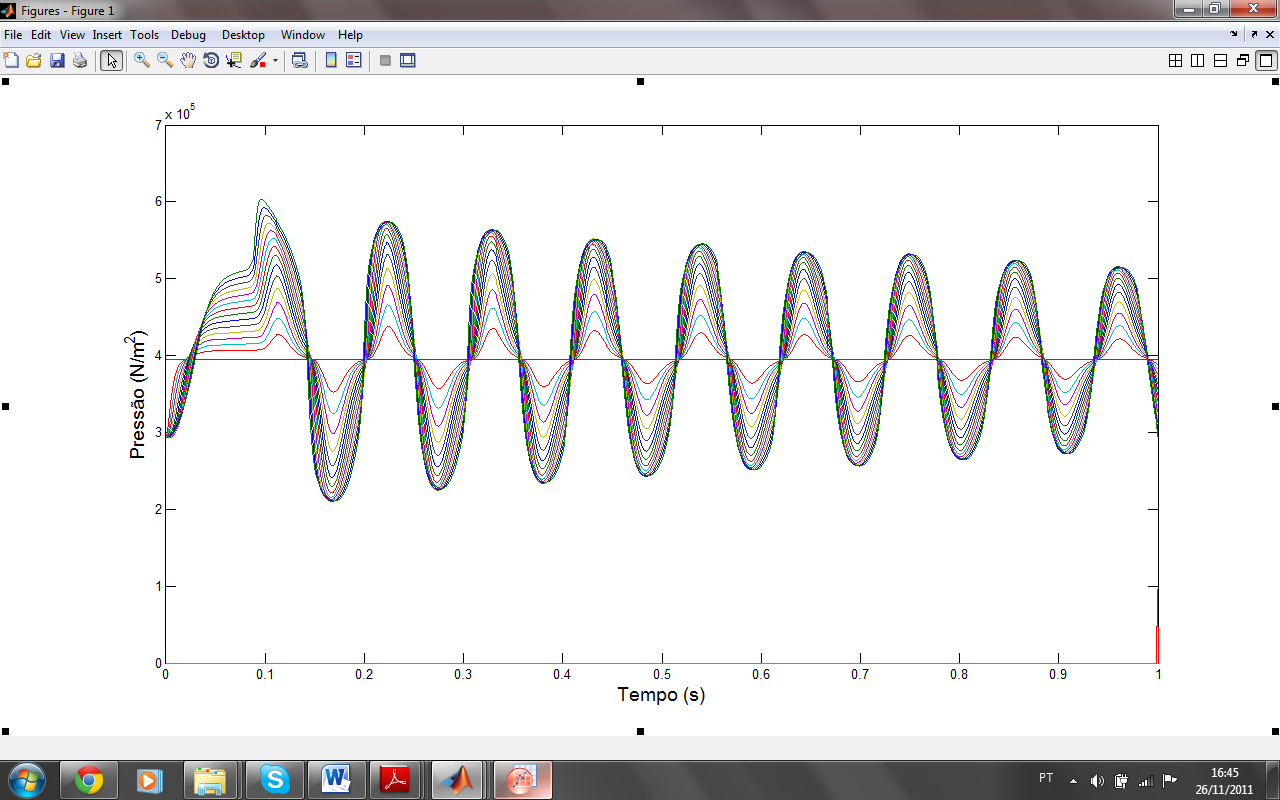 Figures - Figure 1
File Edit View Insert Tools Debug Desktop Window Help
x 10^5
7
6
5
4
3
2
1
0
Pressão (N/m^2)
0 0.1 0.2 0.3 0.4 0.5 0.6 0.7 0.8 0.9 1
Tempo (s)
PT 16:45
26/11/2011